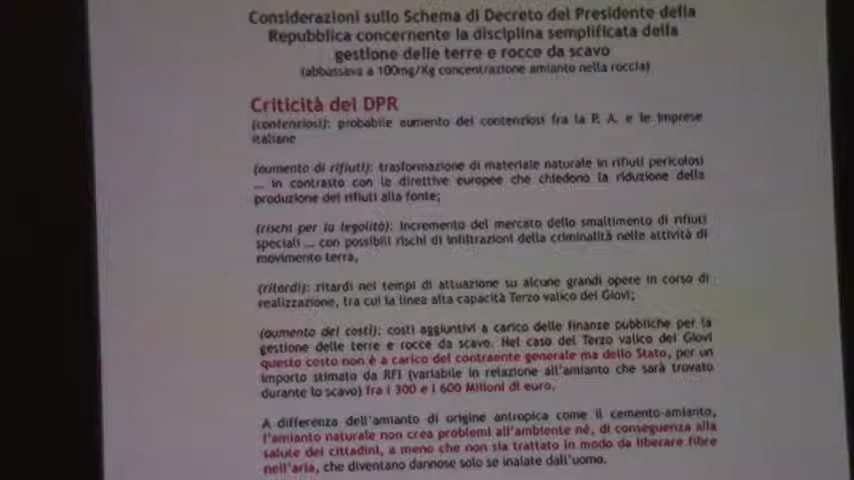 Considerazioni sullo Schema di Decreto del Presidente della
Repubblica concernente la disciplina semplificata della
gestione delle terre e rocce da scavo
(abbassava a 100mg/Kg concentrazione amianto nella roccia)
Criticità del DPR
(contenziosi): probabile aumento dei contenziosi fra la P. A. e le imprese
italiane
(aumento di rifiuti): trasformazione di materiale naturale in rifiuti pericolosi
... in contrasto con le direttive europee che chiedono la riduzione della
produzione dei rifiuti alla fonte;
(rischi per la legalità): incremento del mercato dello smaltimento di rifiuti
speciali ... con possibili rischi di infiltrazioni della criminalità nelle attività di
movimento terra,
(ritardi): ritardi nei tempi di attuazione su alcune grandi opere in corso di
realizzazione, tra cui la linea alta capacità Terzo valico dei Giovi;
(aumento dei costi): costi aggiuntivi a carico delle finanze pubbliche per la
gestione delle terre e rocce da scavo. Nel caso del Terzo valico dei Giovi
questo costo non è a carico del contraente generale ma dello Stato, per un
importo stimato da RFI (variabile in relazione all'amianto che sarà trovato
durante lo scavo) fra i 300 e i 600 Milioni di euro.
A differenza dell'amianto di origine antropica come il cemento-amianto,
l'amianto naturale non crea problemi all'ambiente né, di conseguenza alla
salute dei cittadini, a meno che non sia trattato in modo da liberare fibre
nell'aria, che diventano dannose solo se inalate dall'uomo.